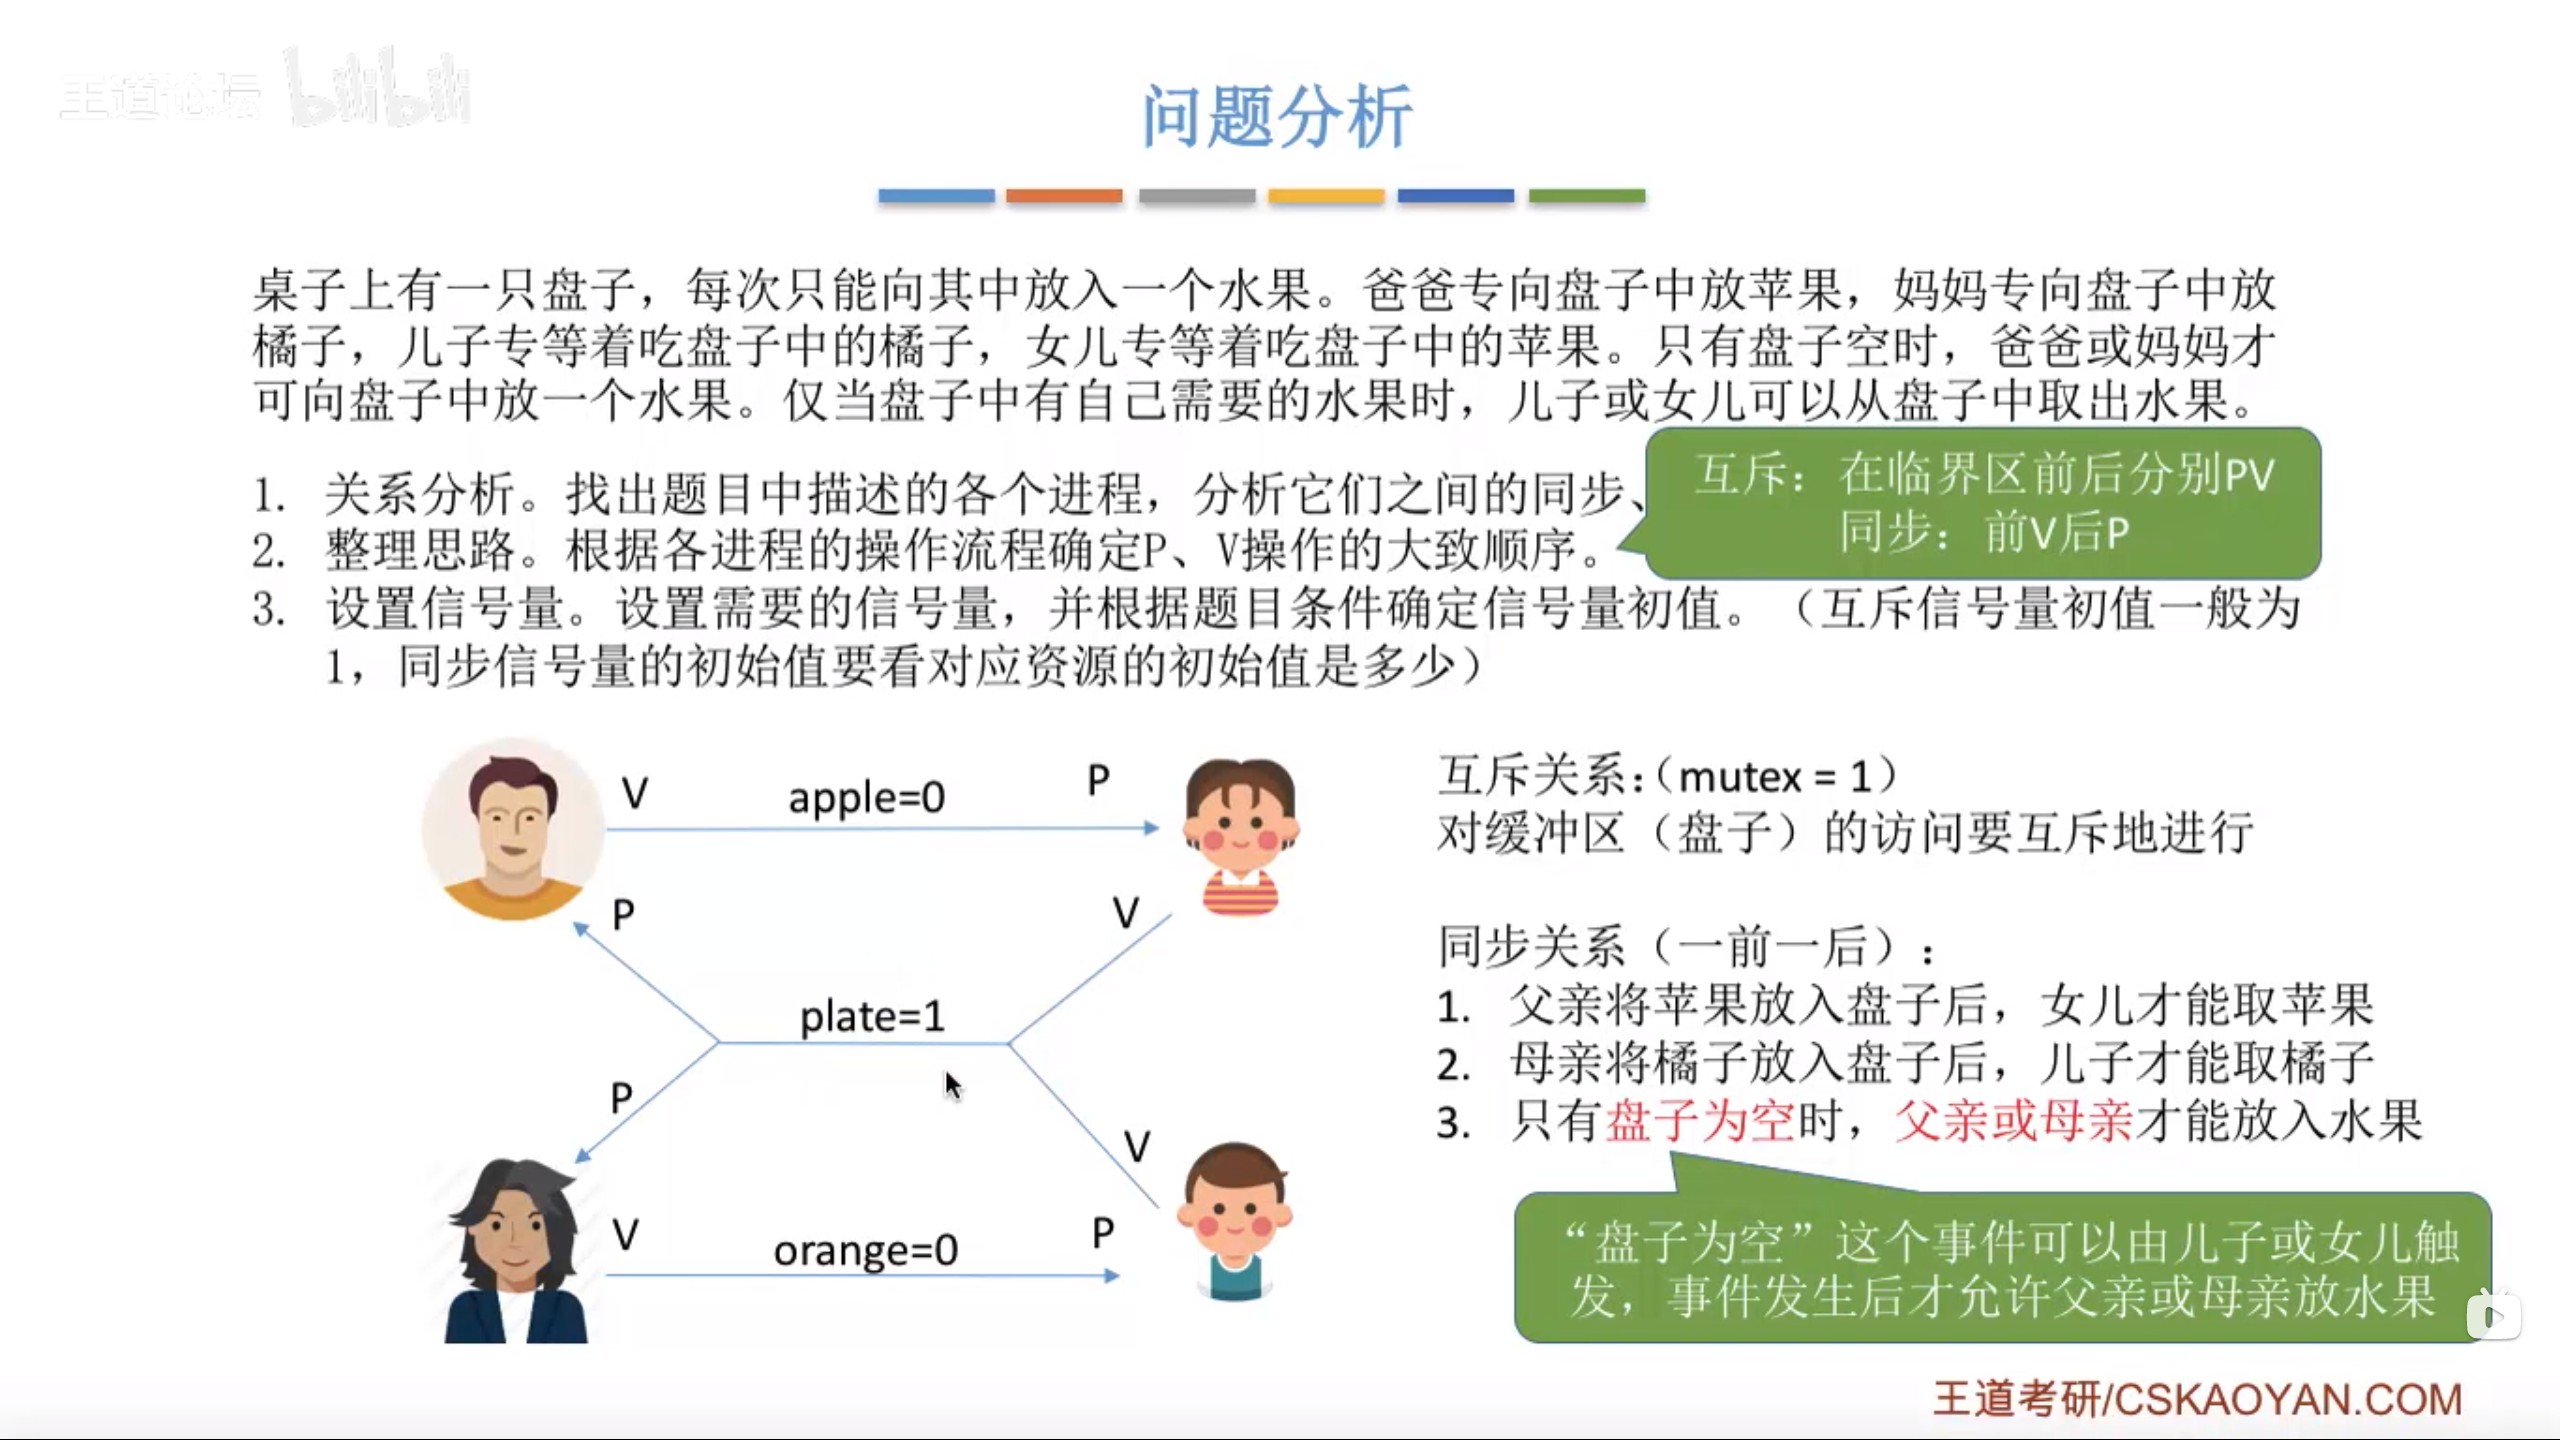 王道论坛 bilibili
问题分析
桌子上有一只盘子，每次只能向其中放入一个水果。爸爸专向盘子中放苹果，妈妈专向盘子中放
橘子，儿子专等着吃盘子中的橘子，女儿专等着吃盘子中的苹果。只有盘子空时，爸爸或妈妈才
可向盘子中放一个水果。仅当盘子中有自己需要的水果时，儿子或女儿可以从盘子中取出水果。
1. 关系分析。找出题目中描述的各个进程，分析它们之间的同步、
2. 整理思路。根据各进程的操作流程确定P、V操作的大致顺序。
互斥：在临界区前后分别PV
同步：前V后P
3. 设置信号量。设置需要的信号量，并根据题目条件确定信号量初值。（互斥信号量初值一般为
1，同步信号量的初始值要看对应资源的初始值是多少）
V apple=0 P
P V
plate=1
P V
V orange=0 P
互斥关系：（mutex = 1）
对缓冲区（盘子）的访问要互斥地进行
同步关系（一前一后）：
1. 父亲将苹果放入盘子后，女儿才能取苹果
2. 母亲将橘子放入盘子后，儿子才能取橘子
3. 只有盘子为空时，父亲或母亲才能放入水果
“盘子为空”这个事件可以由儿子或女儿触
发，事件发生后才允许父亲或母亲放水果
王道考研/CSKAOYAN.COM